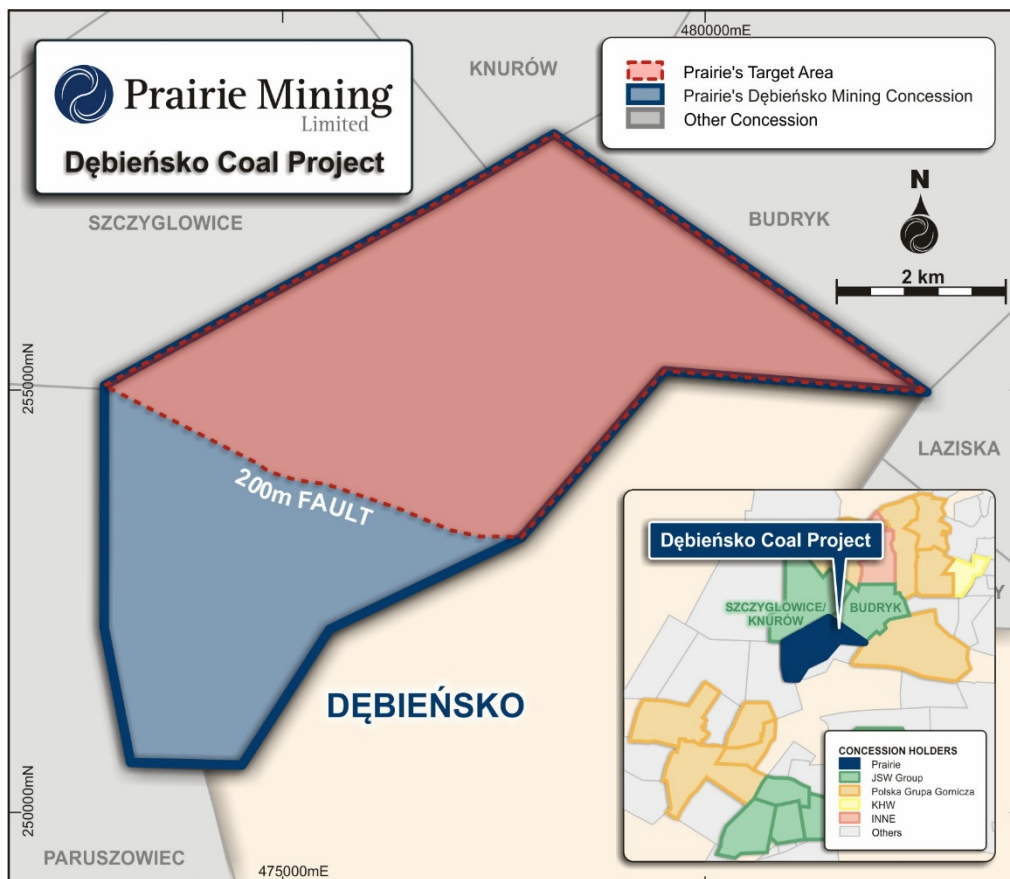 Prairie Mining
Limited
Dębieńsko Coal Project
480000mE
KNURÓW
Prairie's Target Area
Prairie's Dębieńsko Mining Concession
Other Concession
SZCZYGLOWICE
BUDRYK
N
2 km
255000mN
LAZISKA
200m FAULT
Dębieńsko Coal Project
SZCZYGLOWICE/
KNURÓW
BUDRYK
Y
DĘBIEŃSKO
CONCESSION HOLDERS
Prairie
JSW Group
Polska Grupa Gornicza
KHW
INNE
Others
250000mN
PARUSZOWIEC
475000mE